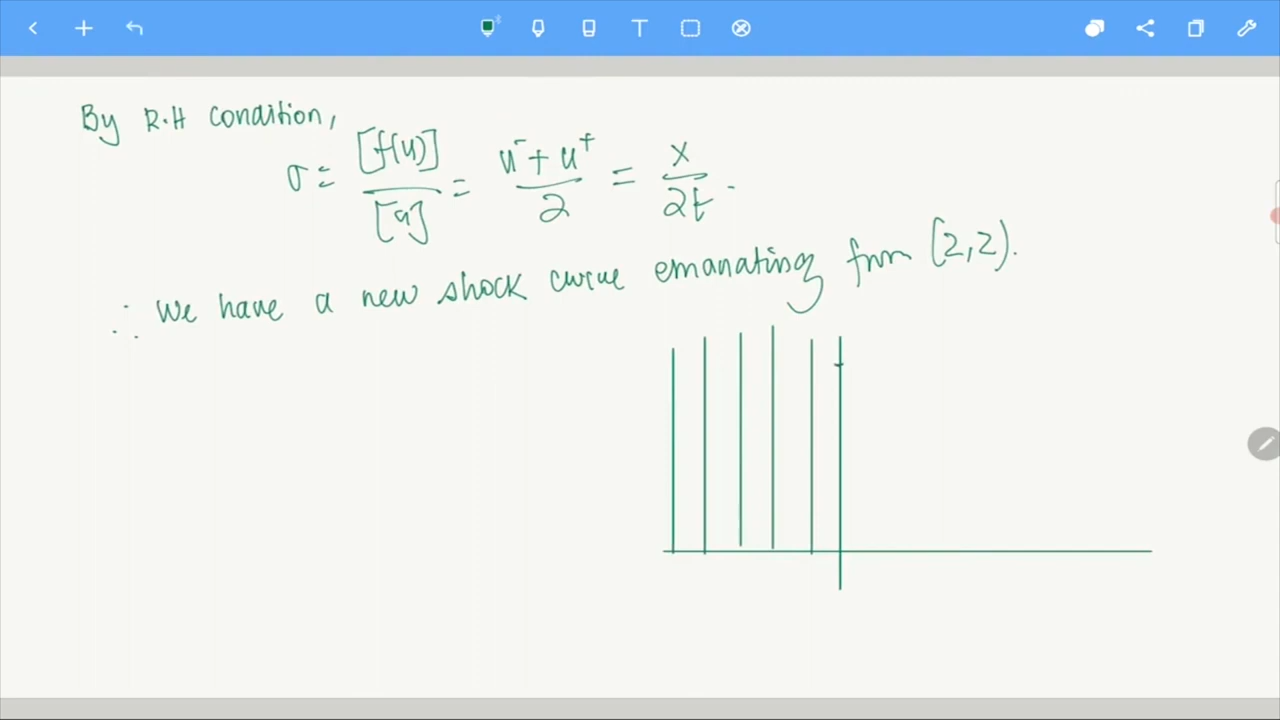 By R.H condition,
σ = [f(u)] / [u] = (u⁻ + u⁺) / 2 = x / 2t .
∴ We have a new shock curve emanating from (2,2).